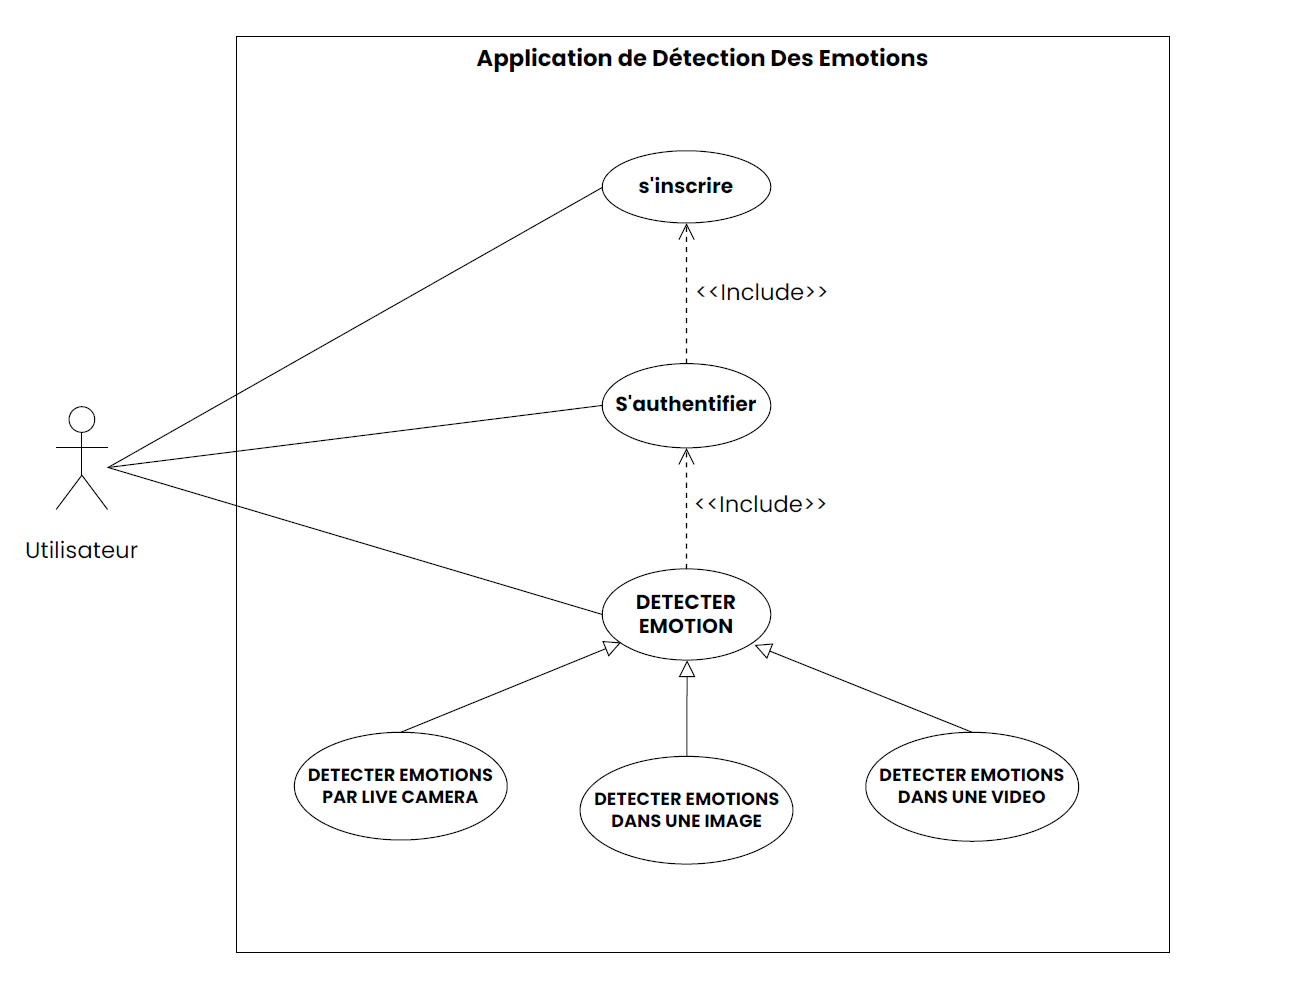 Application de Détection Des Emotions
s'inscrire
<<Include>>
S'authentifier
<<Include>>
Utilisateur
DETECTER
EMOTION
DETECTER EMOTIONS
PAR LIVE CAMERA
DETECTER EMOTIONS
DANS UNE IMAGE
DETECTER EMOTIONS
DANS UNE VIDEO